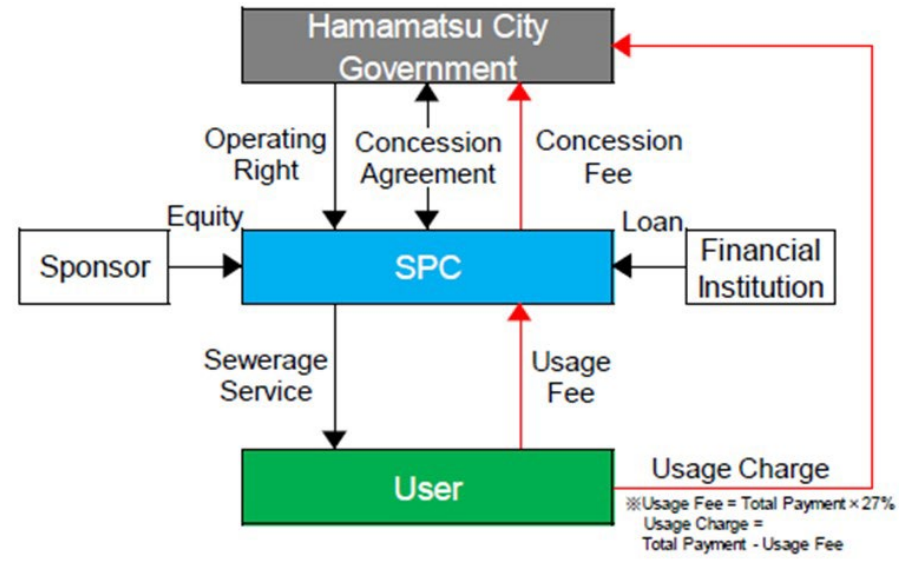 Hamamatsu City
Government
Operating
Right
Concession
Agreement
Concession
Fee
Equity
Loan
Sponsor
SPC
Financial
Institution
Sewerage
Service
Usage
Fee
User
Usage Charge
※Usage Fee = Total Payment×27%
Usage Charge =
Total Payment - Usage Fee